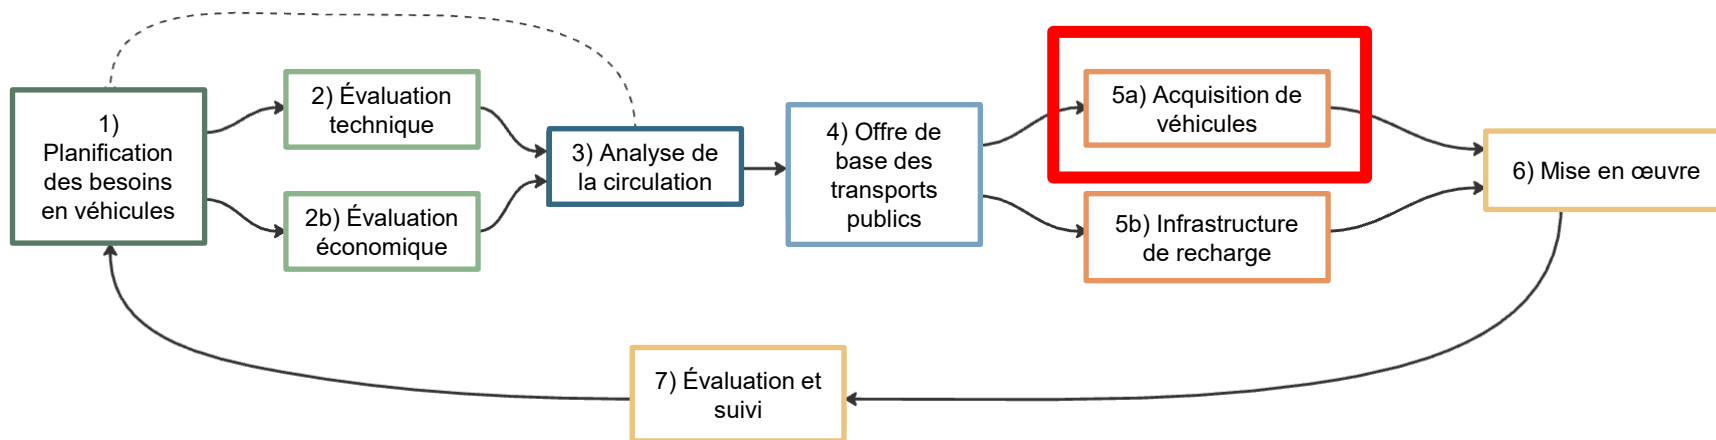 1)
Planification
des besoins
en véhicules
2) Évaluation
technique
2b) Évaluation
économique
3) Analyse de
la circulation
4) Offre de
base des
transports
publics
5a) Acquisition de
véhicules
5b) Infrastructure
de recharge
6) Mise en œuvre
7) Évaluation et
suivi